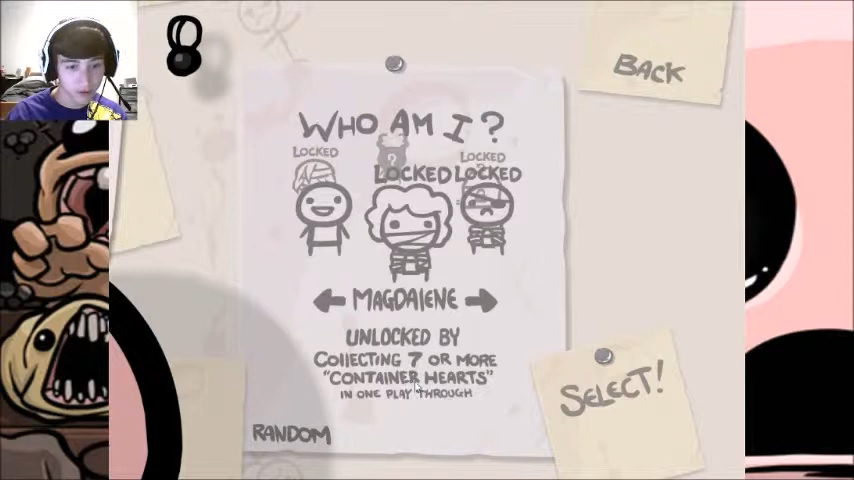 BACK
WHO AM I?
LOCKED
LOCKED
LOCKED
LOCKED
MAGDALENE
UNLOCKED BY
COLLECTING 7 OR MORE
"CONTAINER HEARTS"
IN ONE PLAY THROUGH
SELECT!
RANDOM